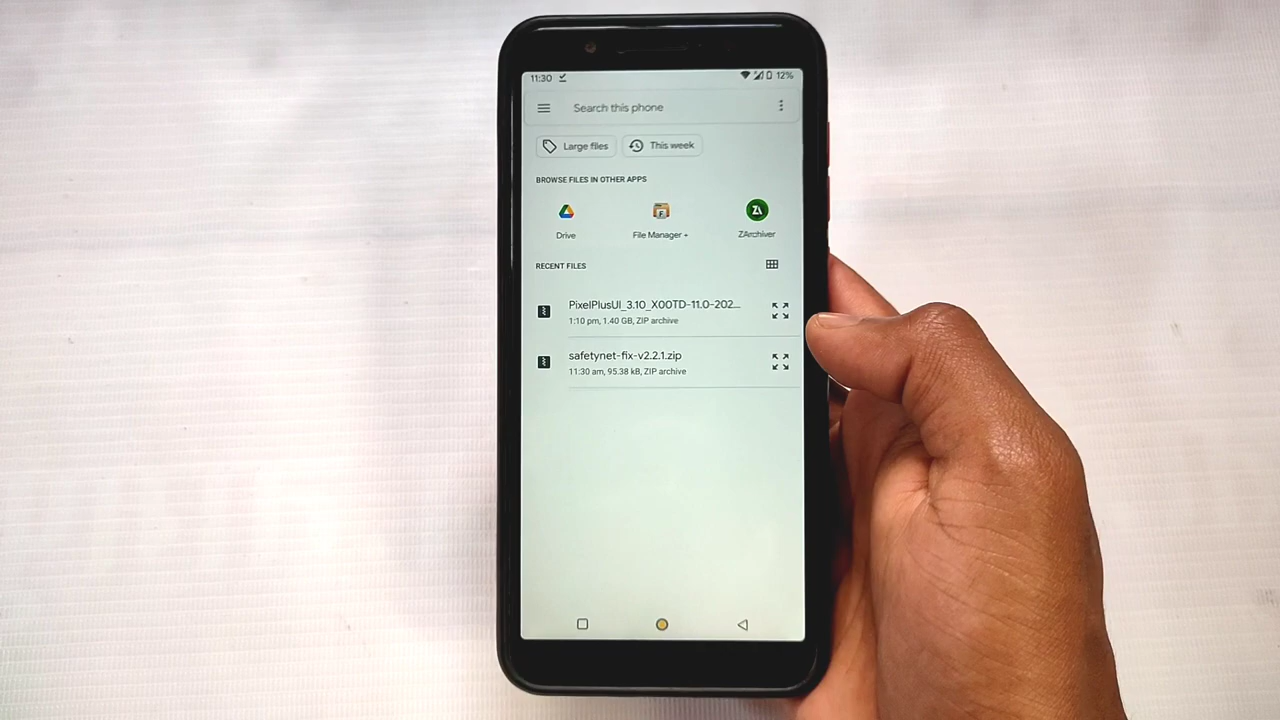 11:30 12%
Search this phone
Large files This week
BROWSE FILES IN OTHER APPS
Drive File Manager + ZArchiver
RECENT FILES
PixelPlusUI_3.10_X00TD-11.0-202...
1:10 pm, 1.40 GB, ZIP archive
safetynet-fix-v2.2.1.zip
11:30 am, 95.38 kB, ZIP archive